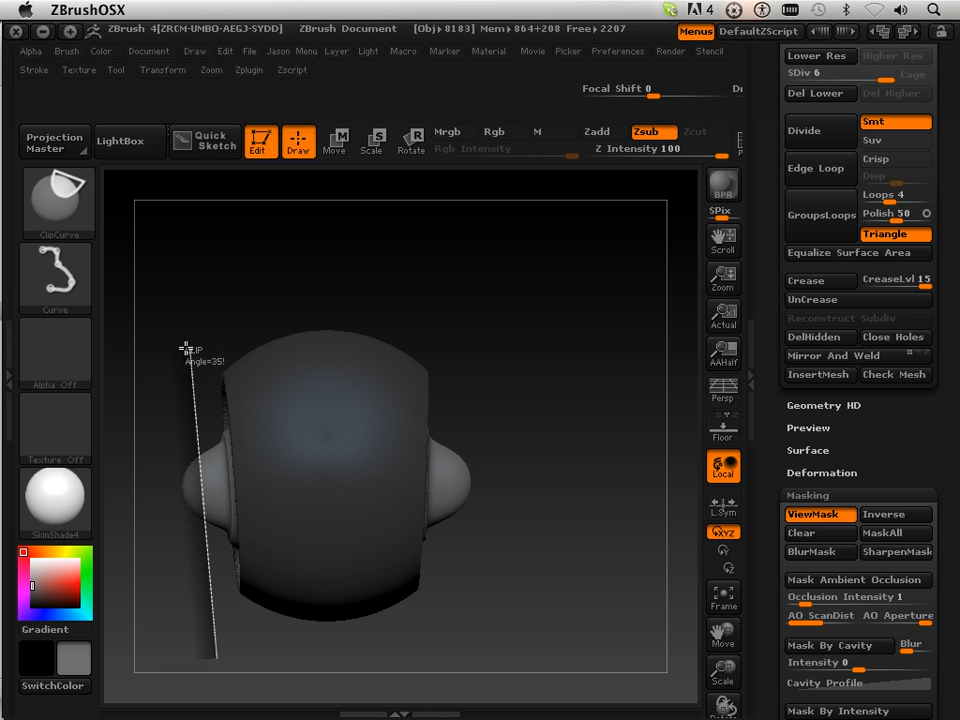 ZBrushOSX
4
ZBrush 4[ZRCM-UMBO-AEGJ-SYDD] ZBrush Document [Obj→8183] Mem→864+208 Free→2207 Menus DefaultZScript
Alpha Brush Color Document Draw Edit File Jason Menu Layer Light Macro Marker Material Movie Picker Preferences Render Stencil
Stroke Texture Tool Transform Zoom Zplugin Zscript
Focal Shift 0
Projection Master
LightBox
Quick Sketch
Edit
Draw
Move
Scale
Rotate
Mrgb Rgb M
Rgb Intensity
Zadd Zsub Zcut
Z Intensity 100
ClipCurve
Curve
Alpha Off
Texture Off
SkinShade4
Gradient
SwitchColor
Angle=35
BPR
SPix
Scroll
Zoom
Actual
AAHalf
Persp
Floor
Local
L.Sym
XYZ
Y
Z
Frame
Move
Scale
Lower Res Higher Res
SDiv 6 Cage
Del Lower Del Higher
Divide Smt
Suv
Edge Loop Crisp
Disp
Loops 4
GroupsLoops Polish 50
Triangle
Equalize Surface Area
Crease CreaseLvl 15
UnCrease
Reconstruct Subdiv
DelHidden Close Holes
Mirror And Weld
InsertMesh Check Mesh
Geometry HD
Preview
Surface
Deformation
Masking
ViewMask Inverse
Clear MaskAll
BlurMask SharpenMask
Mask Ambient Occlusion
Occlusion Intensity 1
AO ScanDist AO Aperture
Mask By Cavity Blur
Intensity 0
Cavity Profile
Mask By Intensity